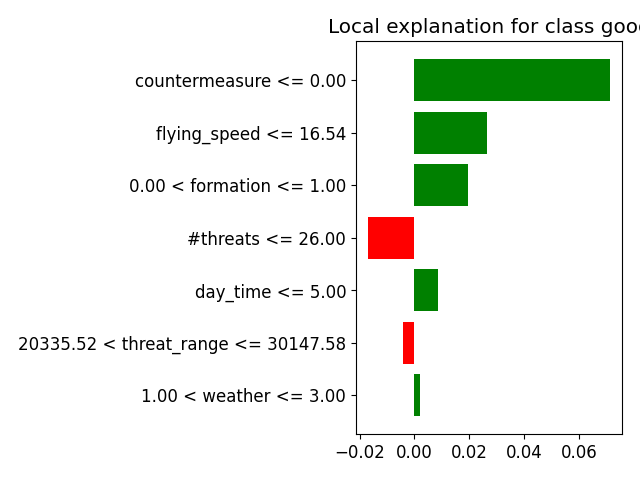 Local explanation for class goo
countermeasure <= 0.00
flying_speed <= 16.54
0.00 < formation <= 1.00
#threats <= 26.00
day_time <= 5.00
20335.52 < threat_range <= 30147.58
1.00 < weather <= 3.00
−0.02 0.00 0.02 0.04 0.06